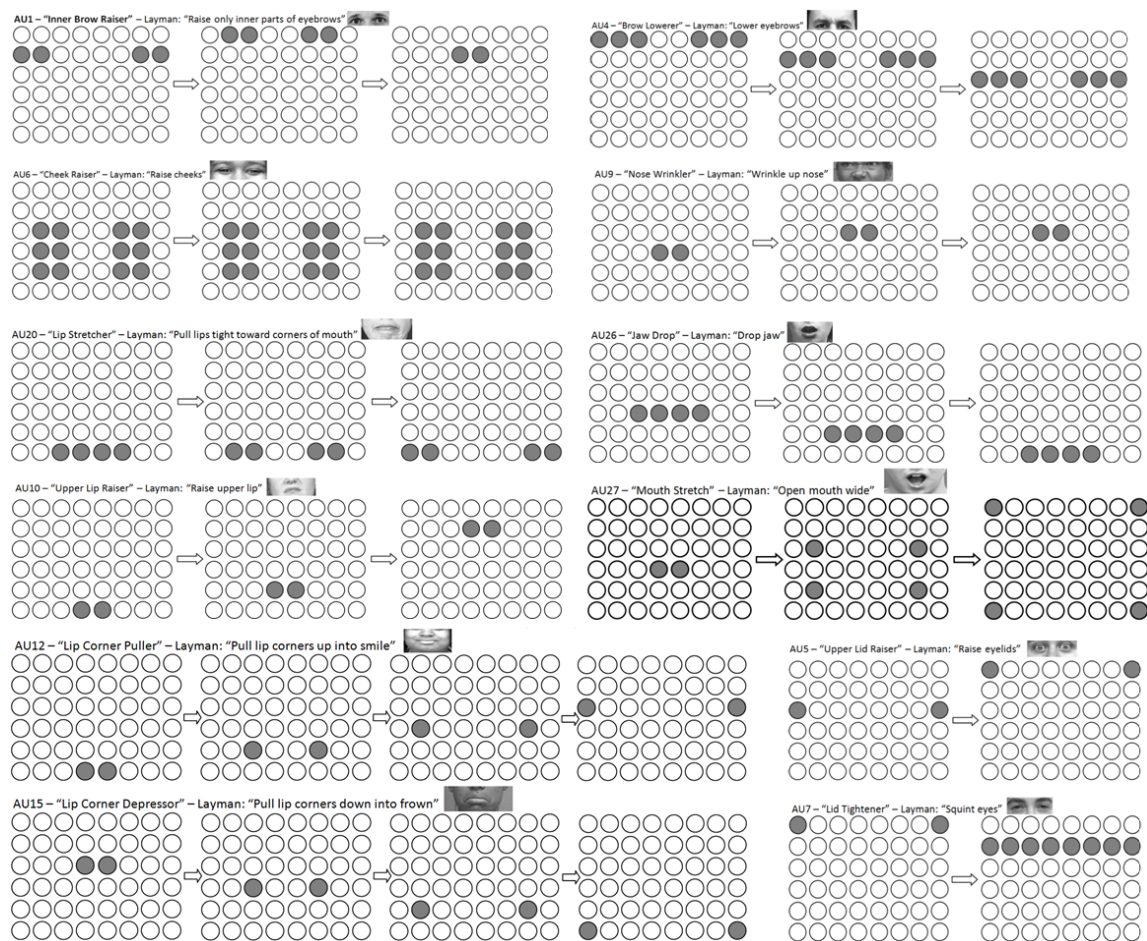 AU1 – “Inner Brow Raiser” – Layman: “Raise only inner parts of eyebrows”
AU4 – “Brow Lowerer” – Layman: “Lower eyebrows”
AU6 – “Cheek Raiser” – Layman: “Raise cheeks”
AU9 – “Nose Wrinkler” – Layman: “Wrinkle up nose”
AU20 – “Lip Stretcher” – Layman: “Pull lips tight toward corners of mouth”
AU26 – “Jaw Drop” – Layman: “Drop jaw”
AU10 – “Upper Lip Raiser” – Layman: “Raise upper lip”
AU27 – “Mouth Stretch” – Layman: “Open mouth wide”
AU12 – “Lip Corner Puller” – Layman: “Pull lip corners up into smile”
AU5 – “Upper Lid Raiser” – Layman: “Raise eyelids”
AU15 – “Lip Corner Depressor” – Layman: “Pull lip corners down into frown”
AU7 – “Lid Tightener” – Layman: “Squint eyes”